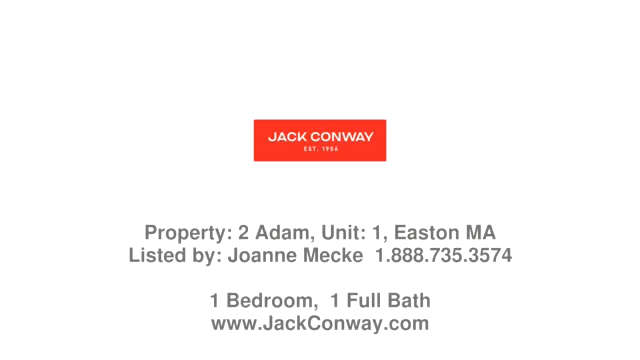 JACK CONWAY
EST. 1956
Property: 2 Adam, Unit: 1, Easton MA
Listed by: Joanne Mecke  1.888.735.3574
1 Bedroom,  1 Full Bath
www.JackConway.com